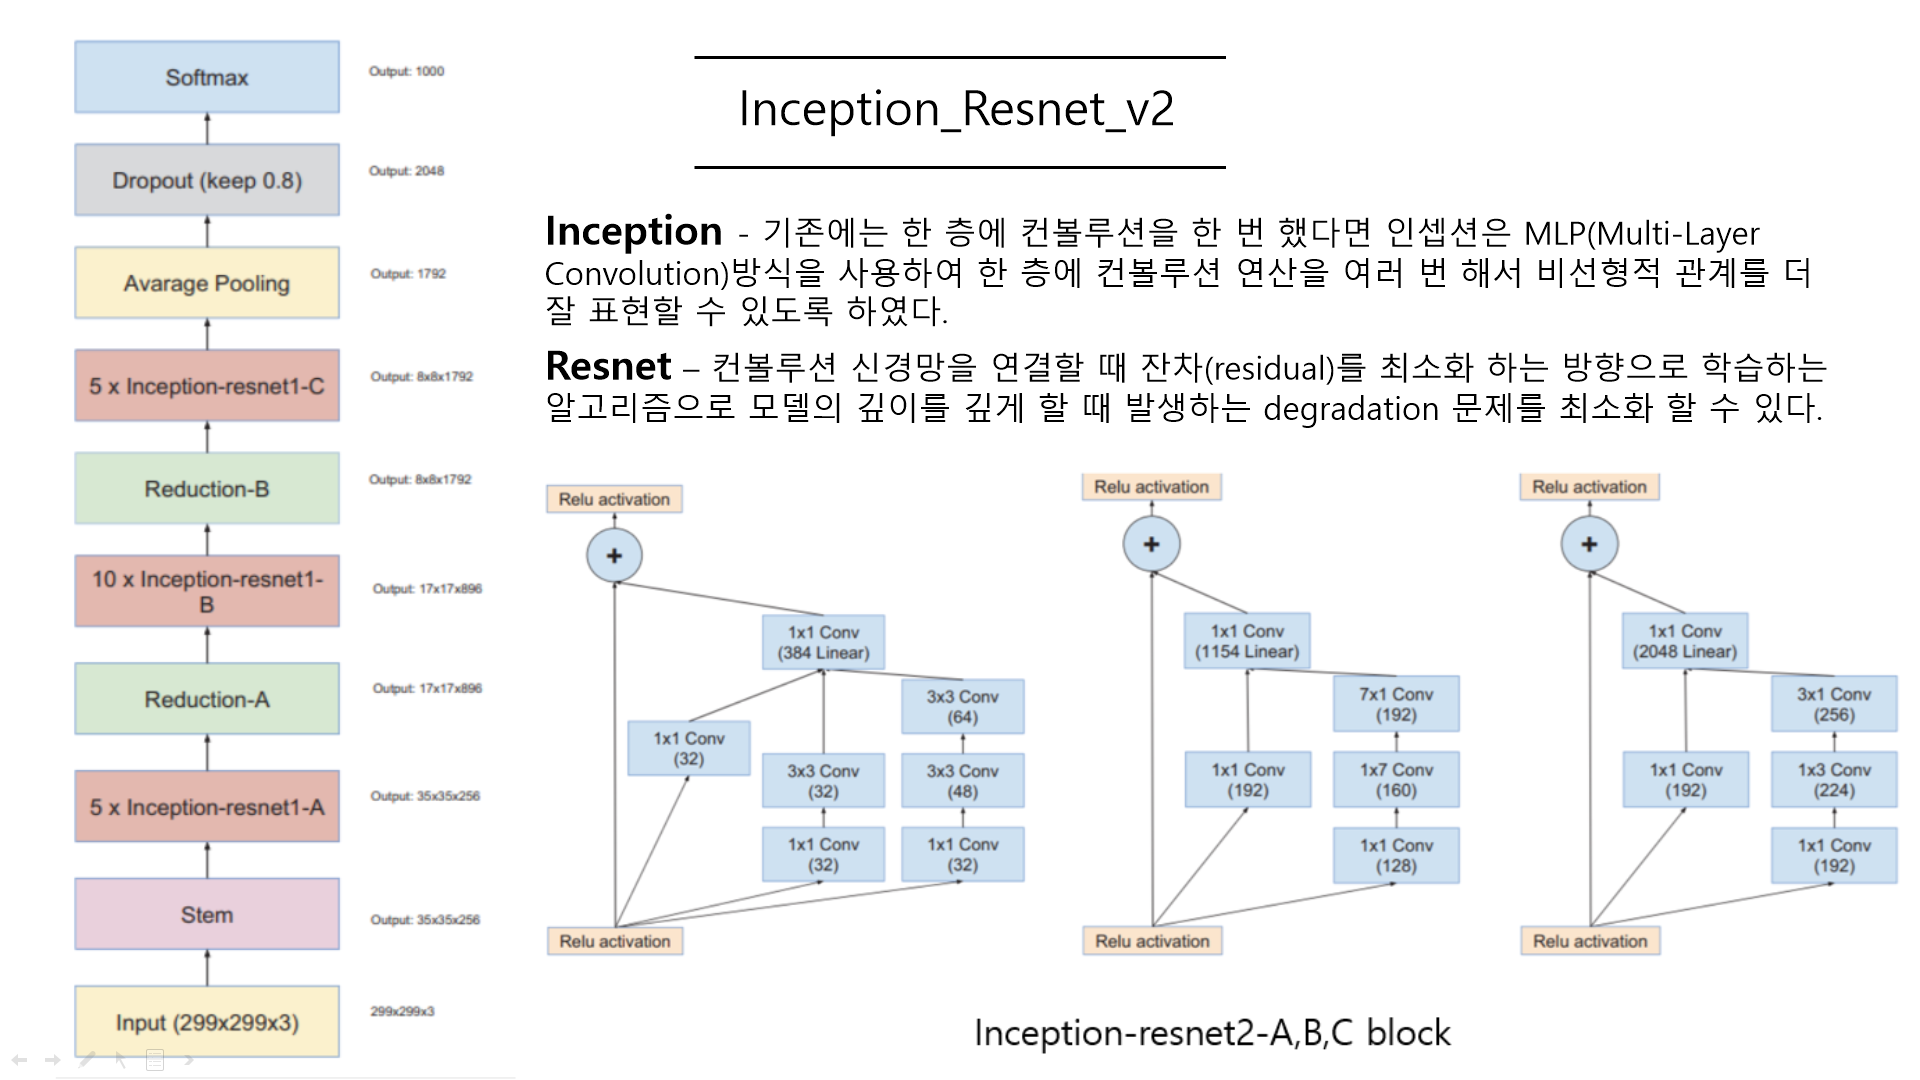 Inception_Resnet_v2
Inception - 기존에는 한 층에 컨볼루션을 한 번 했다면 인셉션은 MLP(Multi-Layer
Convolution)방식을 사용하여 한 층에 컨볼루션 연산을 여러 번 해서 비선형적 관계를 더
잘 표현할 수 있도록 하였다.
Resnet – 컨볼루션 신경망을 연결할 때 잔차(residual)를 최소화 하는 방향으로 학습하는
알고리즘으로 모델의 깊이를 깊게 할 때 발생하는 degradation 문제를 최소화 할 수 있다.
Softmax
Output: 1000
Dropout (keep 0.8)
Output: 2048
Avarage Pooling
Output: 1792
5 x Inception-resnet1-C
Output: 8x8x1792
Reduction-B
Output: 8x8x1792
10 x Inception-resnet1-
B
Output: 17x17x896
Reduction-A
Output: 17x17x896
5 x Inception-resnet1-A
Output: 35x35x256
Stem
Output: 35x35x256
Input (299x299x3)
299x299x3
Relu activation
+
1x1 Conv
(384 Linear)
3x3 Conv
(64)
1x1 Conv
(32)
3x3 Conv
(32)
3x3 Conv
(48)
1x1 Conv
(32)
1x1 Conv
(32)
Relu activation
Relu activation
+
1x1 Conv
(1154 Linear)
7x1 Conv
(192)
1x1 Conv
(192)
1x7 Conv
(160)
1x1 Conv
(128)
Relu activation
Relu activation
+
1x1 Conv
(2048 Linear)
3x1 Conv
(256)
1x1 Conv
(192)
1x3 Conv
(224)
1x1 Conv
(192)
Relu activation
Inception-resnet2-A,B,C block